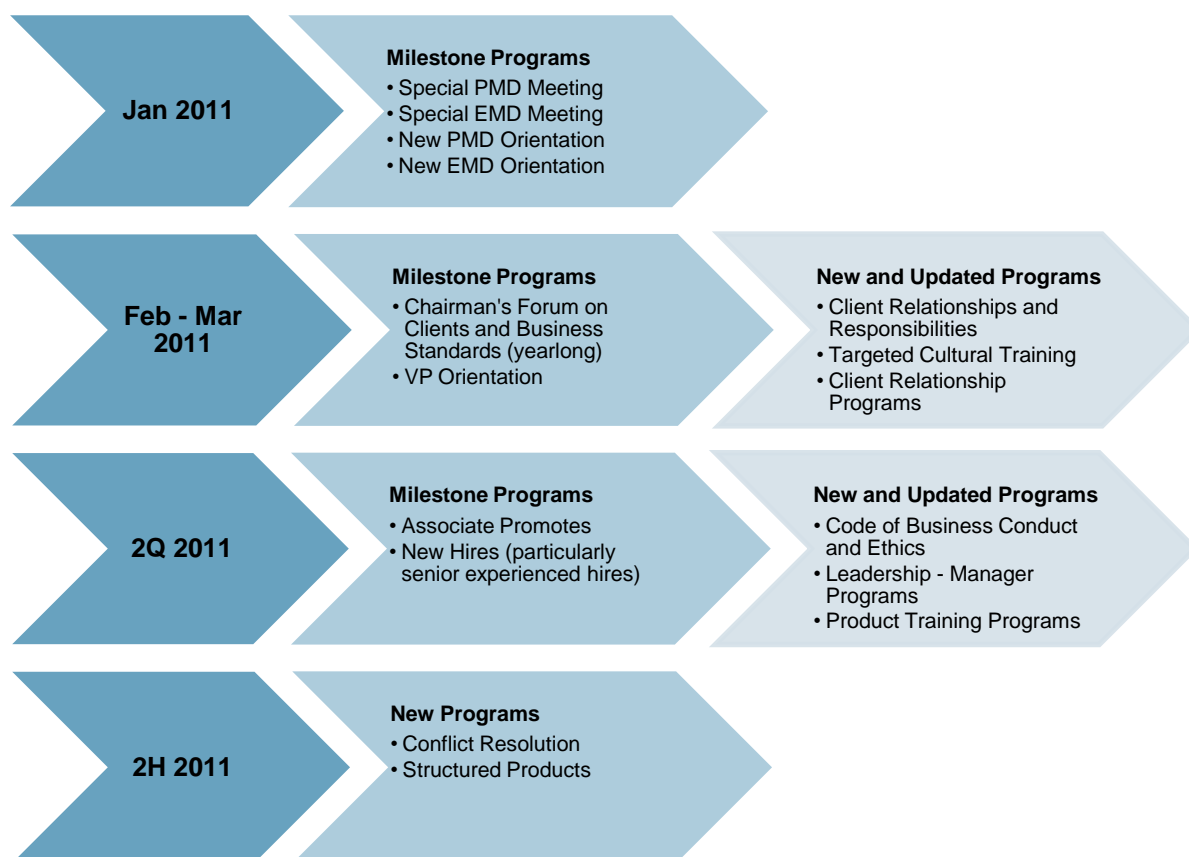 Jan 2011
Milestone Programs
• Special PMD Meeting
• Special EMD Meeting
• New PMD Orientation
• New EMD Orientation
Feb - Mar
2011
Milestone Programs
• Chairman's Forum on
Clients and Business
Standards (yearlong)
• VP Orientation
New and Updated Programs
• Client Relationships and
Responsibilities
• Targeted Cultural Training
• Client Relationship
Programs
2Q 2011
Milestone Programs
• Associate Promotes
• New Hires (particularly
senior experienced hires)
New and Updated Programs
• Code of Business Conduct
and Ethics
• Leadership - Manager
Programs
• Product Training Programs
2H 2011
New Programs
• Conflict Resolution
• Structured Products